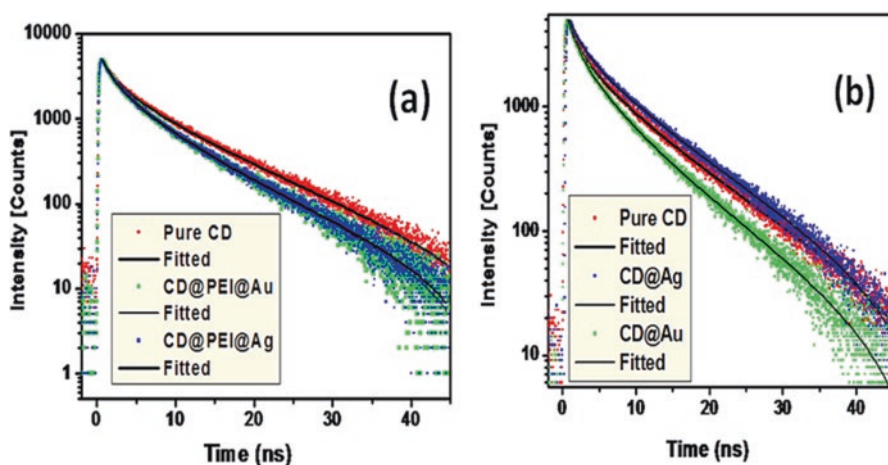 (a)
Intensity [Counts]
10000
1000
100
10
1
Pure CD
Fitted
CD@PEI@Au
Fitted
CD@PEI@Ag
Fitted
0 10 20 30 40
Time (ns)
(b)
Intensity [Counts]
1000
100
10
Pure CD
Fitted
CD@Ag
Fitted
CD@Au
Fitted
0 10 20 30 40
Time (ns)